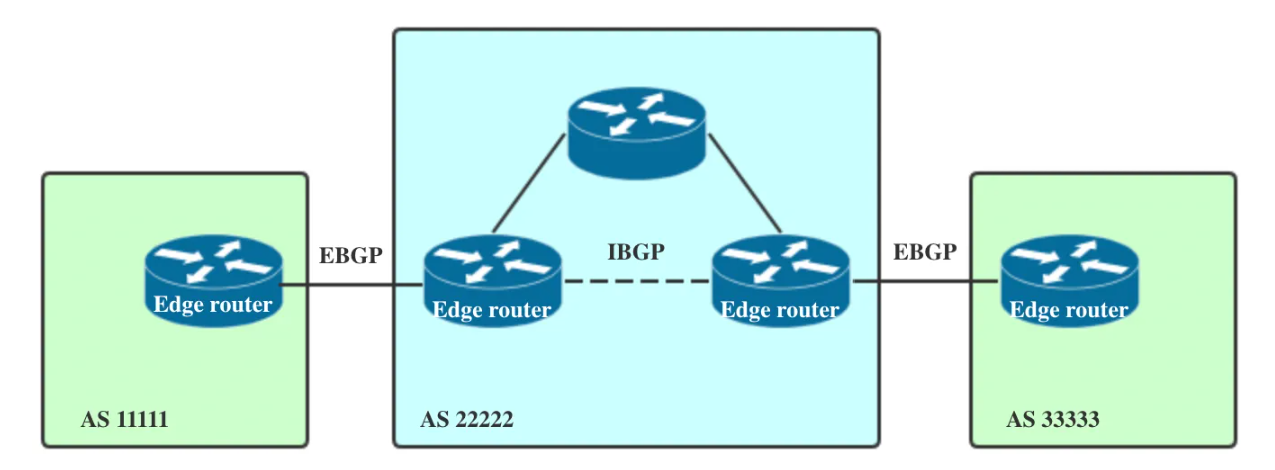 EBGP
IBGP
EBGP
Edge router
Edge router
Edge router
Edge router
AS 11111
AS 22222
AS 33333